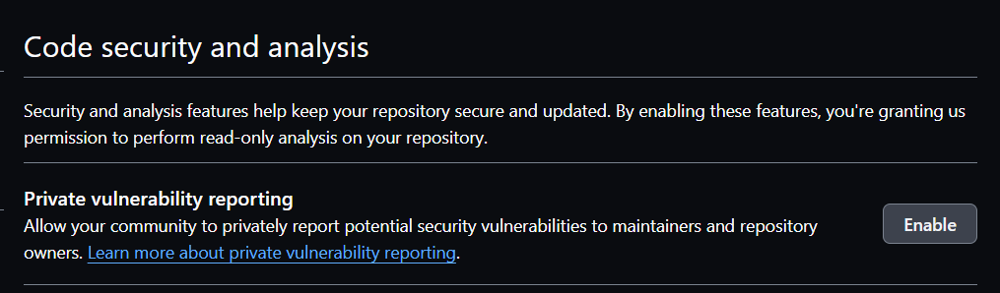 Code security and analysis
Security and analysis features help keep your repository secure and updated. By enabling these features, you're granting us
permission to perform read-only analysis on your repository.
Private vulnerability reporting
Allow your community to privately report potential security vulnerabilities to maintainers and repository
owners. Learn more about private vulnerability reporting.
Enable